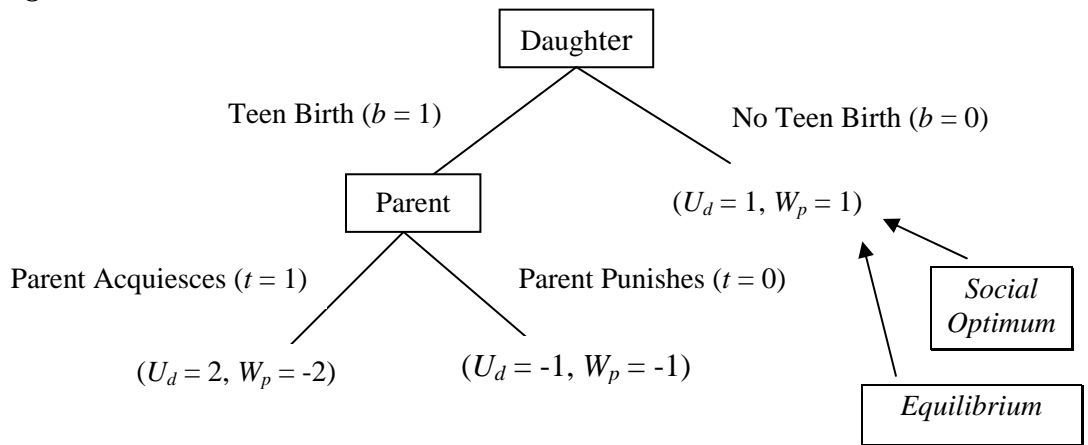 Daughter
Teen Birth (b = 1)
No Teen Birth (b = 0)
Parent
(U_d = 1, W_p = 1)
Parent Acquiesces (t = 1)
Parent Punishes (t = 0)
Social
Optimum
(U_d = 2, W_p = -2)
(U_d = -1, W_p = -1)
Equilibrium